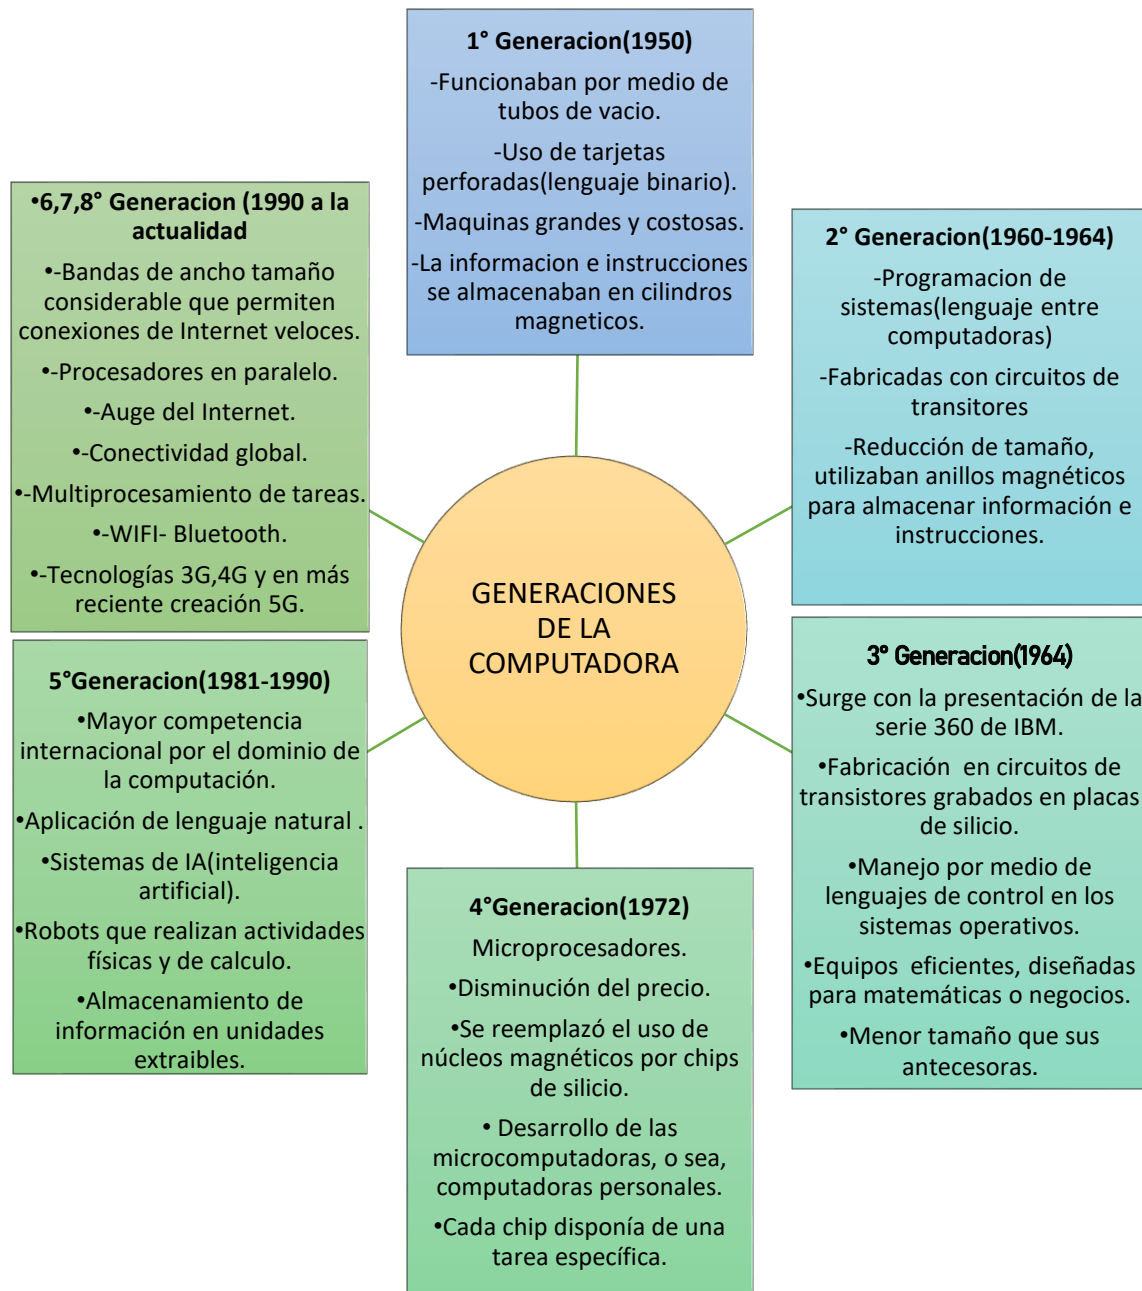 1° Generacion(1950)
-Funcionaban por medio de
tubos de vacio.
-Uso de tarjetas
perforadas(lenguaje binario).
-Maquinas grandes y costosas.
-La informacion e instrucciones
se almacenaban en cilindros
magneticos.
2° Generacion(1960-1964)
-Programacion de
sistemas(lenguaje entre
computadoras)
-Fabricadas con circuitos de
transitores
-Reducción de tamaño,
utilizaban anillos magnéticos
para almacenar información e
instrucciones.
3° Generacion(1964)
•Surge con la presentación de la
serie 360 de IBM.
•Fabricación en circuitos de
transistores grabados en placas
de silicio.
•Manejo por medio de
lenguajes de control en los
sistemas operativos.
•Equipos eficientes, diseñadas
para matemáticas o negocios.
•Menor tamaño que sus
antecesoras.
4°Generacion(1972)
Microprocesadores.
•Disminución del precio.
•Se reemplazó el uso de
núcleos magnéticos por chips
de silicio.
• Desarrollo de las
microcomputadoras, o sea,
computadoras personales.
•Cada chip disponía de una
tarea específica.
5°Generacion(1981-1990)
•Mayor competencia
internacional por el dominio de
la computación.
•Aplicación de lenguaje natural .
•Sistemas de IA(inteligencia
artificial).
•Robots que realizan actividades
físicas y de calculo.
•Almacenamiento de
información en unidades
extraibles.
•6,7,8° Generacion (1990 a la
actualidad
•-Bandas de ancho tamaño
considerable que permiten
conexiones de Internet veloces.
•-Procesadores en paralelo.
•-Auge del Internet.
•-Conectividad global.
•-Multiprocesamiento de tareas.
•-WIFI- Bluetooth.
•-Tecnologías 3G,4G y en más
reciente creación 5G.
GENERACIONES
DE LA
COMPUTADORA